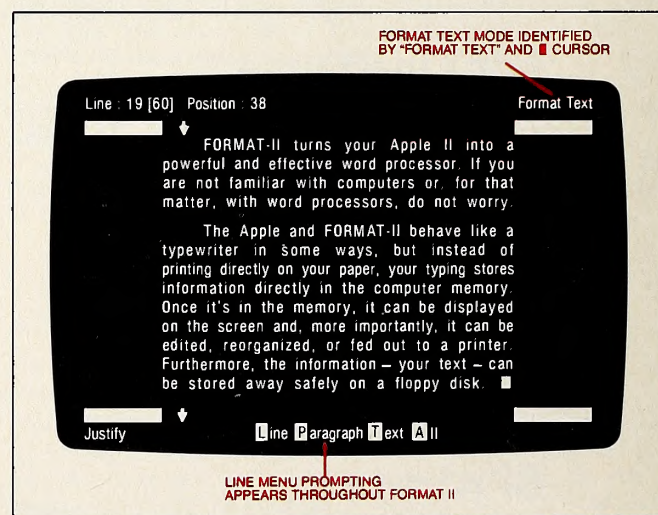 FORMAT TEXT MODE IDENTIFIED
BY "FORMAT TEXT" AND CURSOR
Line : 19 [60] Position : 38 Format Text
FORMAT-II turns your Apple II into a
powerful and effective word processor. If you
are not familiar with computers or, for that
matter, with word processors, do not worry.
The Apple and FORMAT-II behave like a
typewriter in some ways, but instead of
printing directly on your paper, your typing stores
information directly in the computer memory.
Once it's in the memory, it can be displayed
on the screen and, more importantly, it can be
edited, reorganized, or fed out to a printer.
Furthermore, the information – your text – can
be stored away safely on a floppy disk.
Justify Line Paragraph Text All
LINE MENU PROMPTING
APPEARS THROUGHOUT FORMAT II